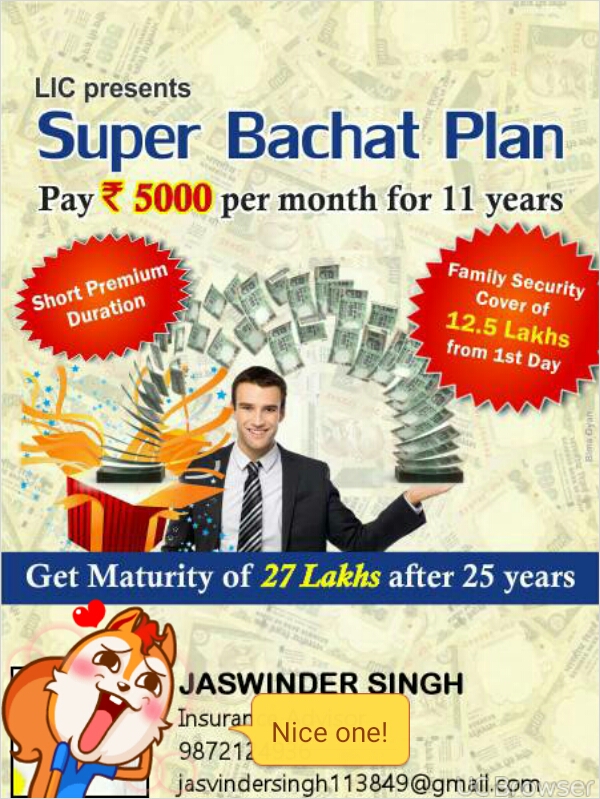 LIC presents
Super Bachat Plan
Pay ₹ 5000 per month for 11 years
Short Premium
Duration
Family Security
Cover of
12.5 Lakhs
from 1st Day
Bima Gyan
Get Maturity of 27 Lakhs after 25 years
JASWINDER SINGH
Nice one!
jasvindersingh113849@gmail.com